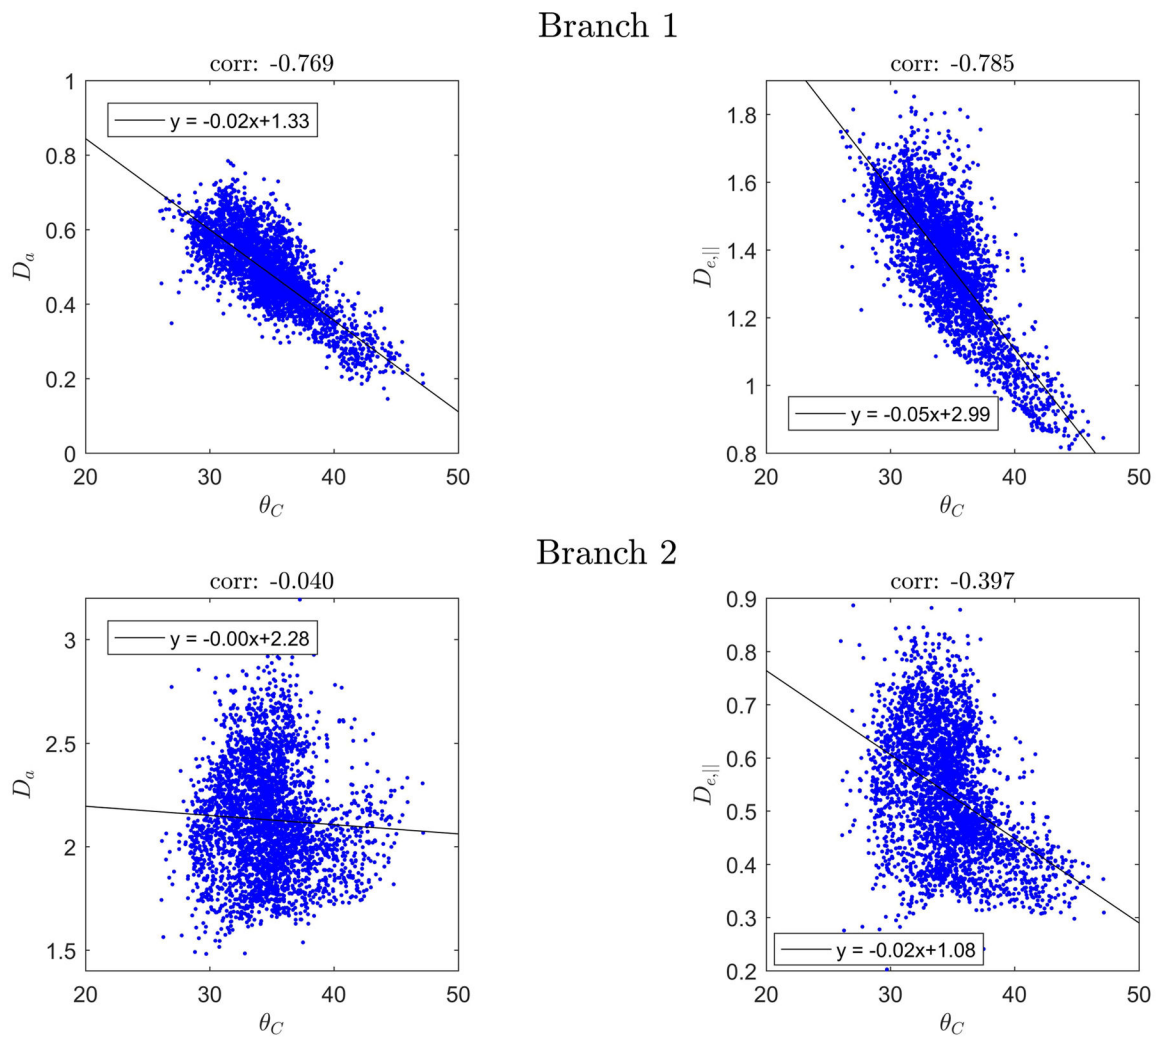 Branch 1
corr: -0.769
corr: -0.785
1
0.8
0.6
0.4
0.2
0
D_a
y = -0.02x+1.33
20 30 40 50
θ_C
1.8
1.6
1.4
1.2
1
0.8
D_{e,||}
y = -0.05x+2.99
20 30 40 50
θ_C
Branch 2
corr: -0.040
corr: -0.397
3
2.5
2
1.5
D_a
y = -0.00x+2.28
20 30 40 50
θ_C
0.9
0.8
0.7
0.6
0.5
0.4
0.3
0.2
D_{e,||}
y = -0.02x+1.08
20 30 40 50
θ_C